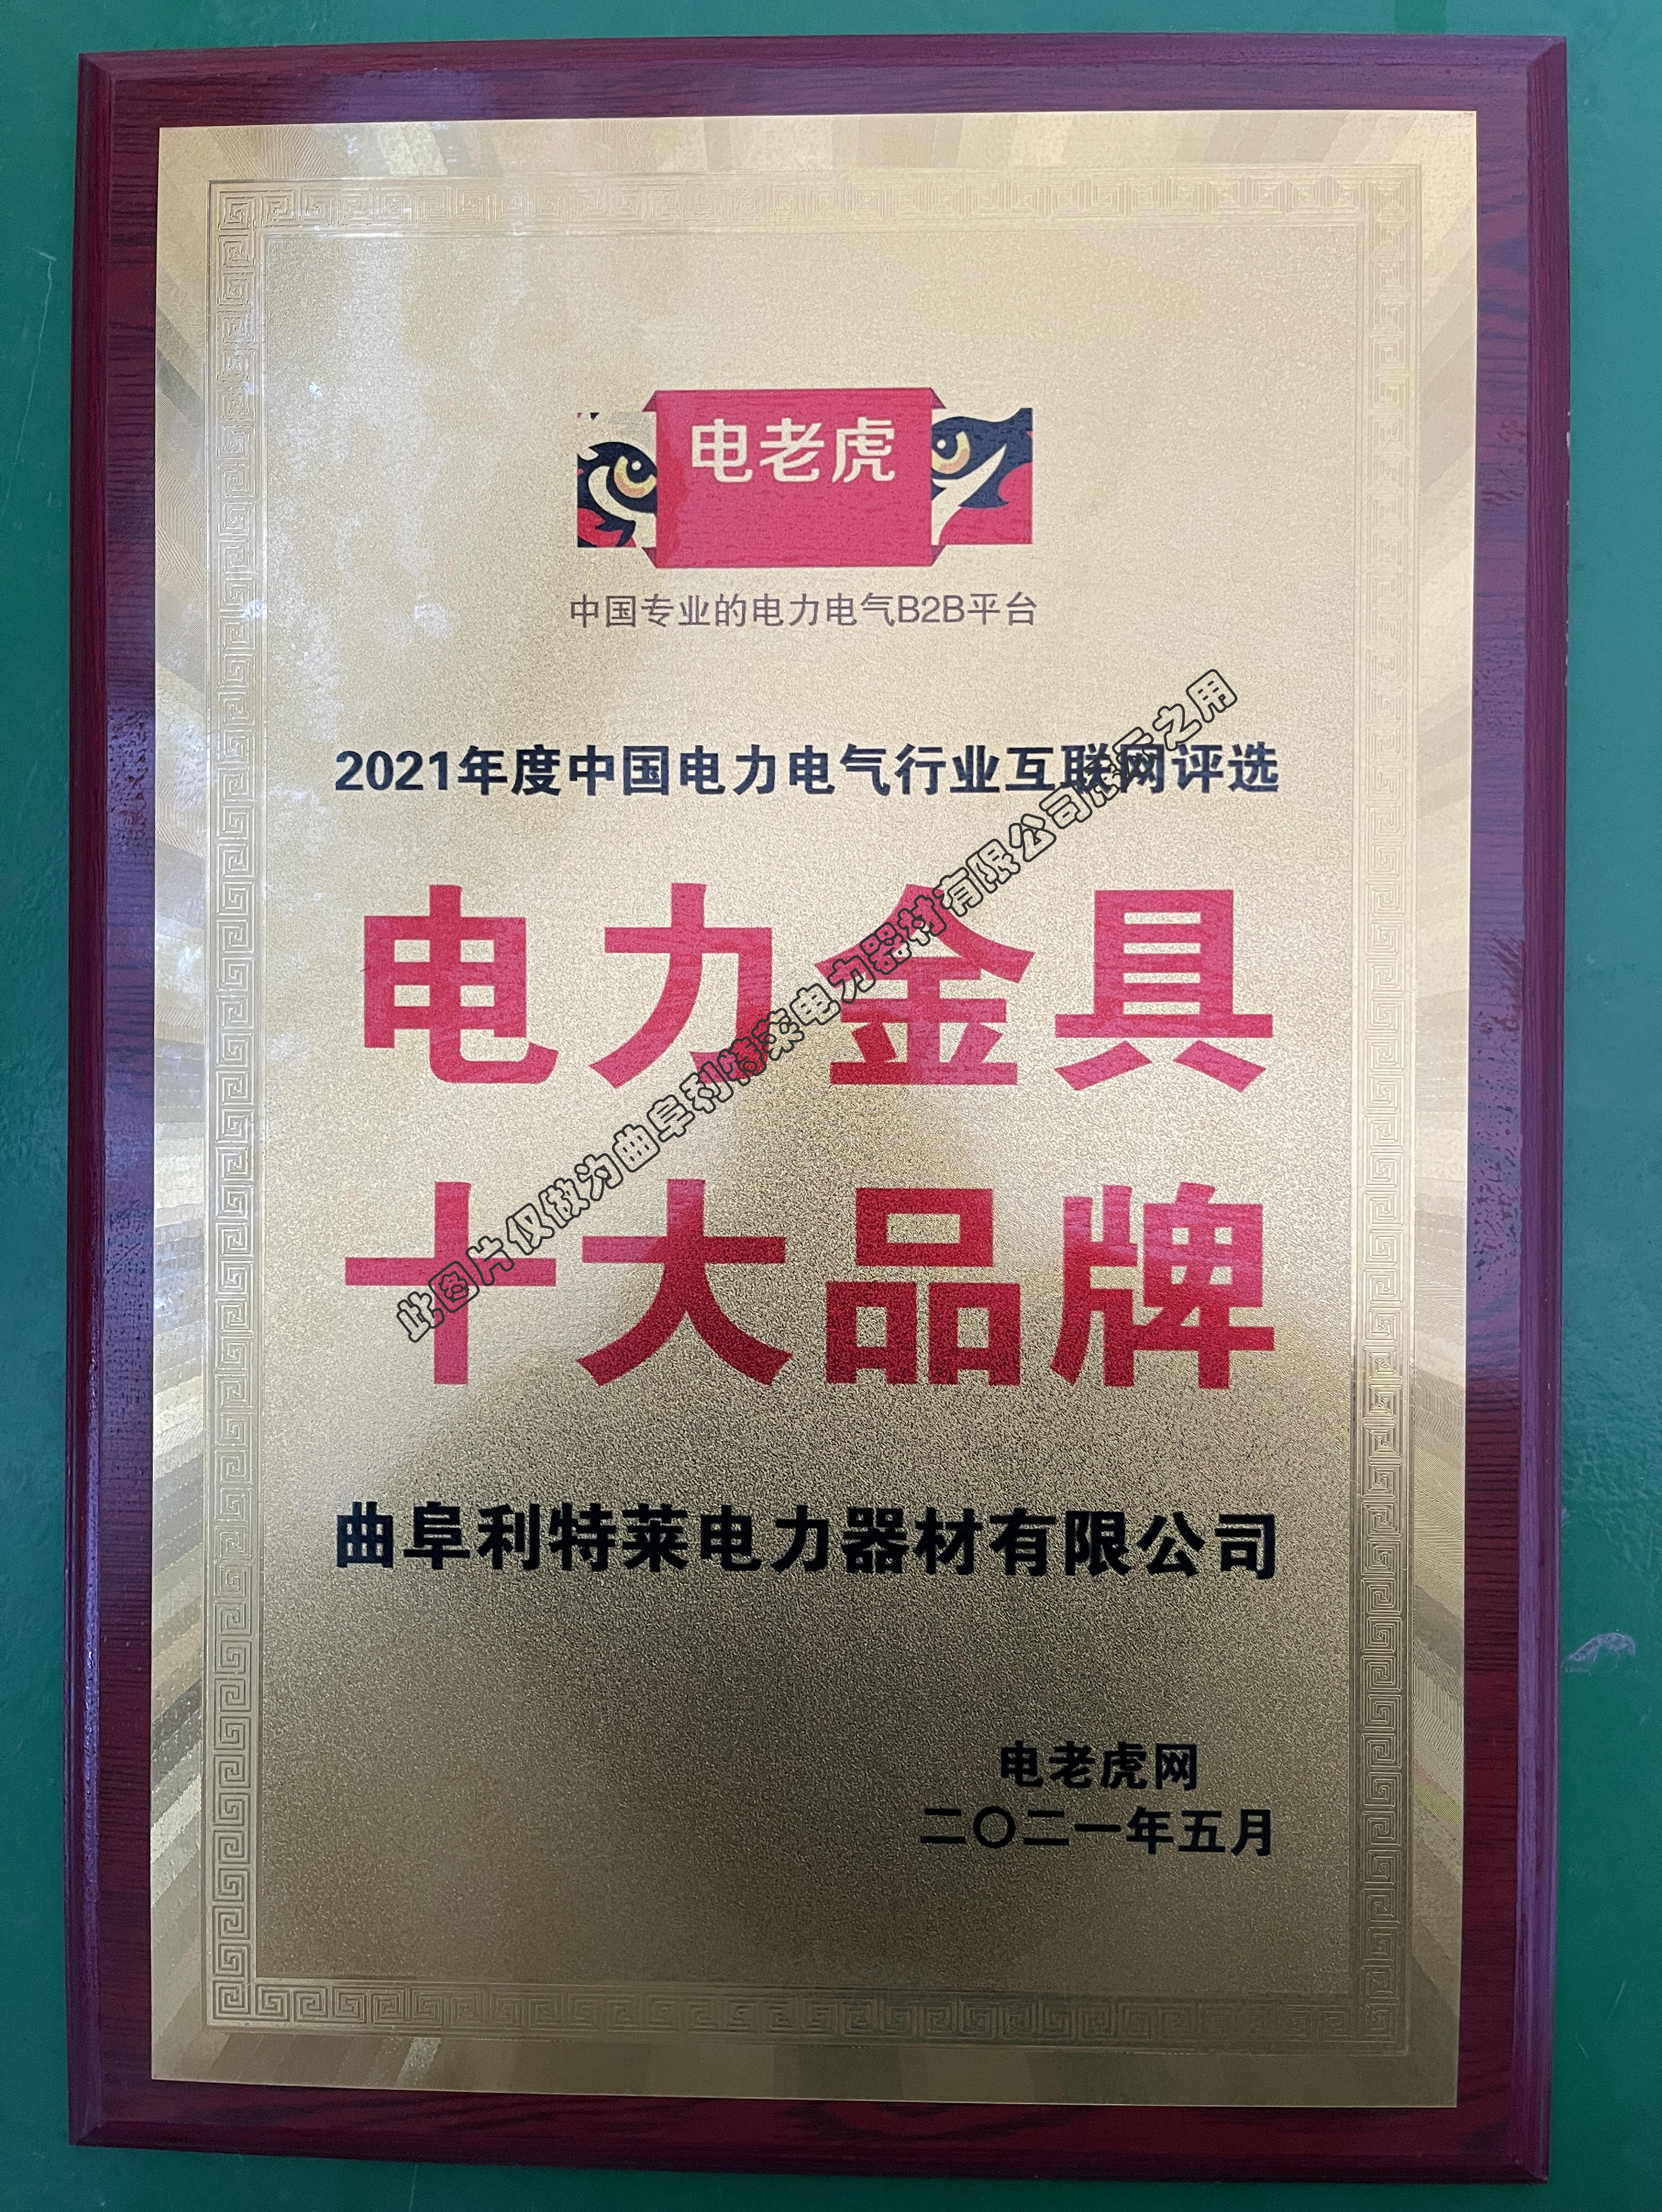 电老虎
中国专业的电力电气B2B平台
2021年度中国电力电气行业互联网评选
电力金具
十大品牌
此图片仅做为曲阜利特莱电力器材有限公司展示之用
曲阜利特莱电力器材有限公司
电老虎网
二〇二一年五月